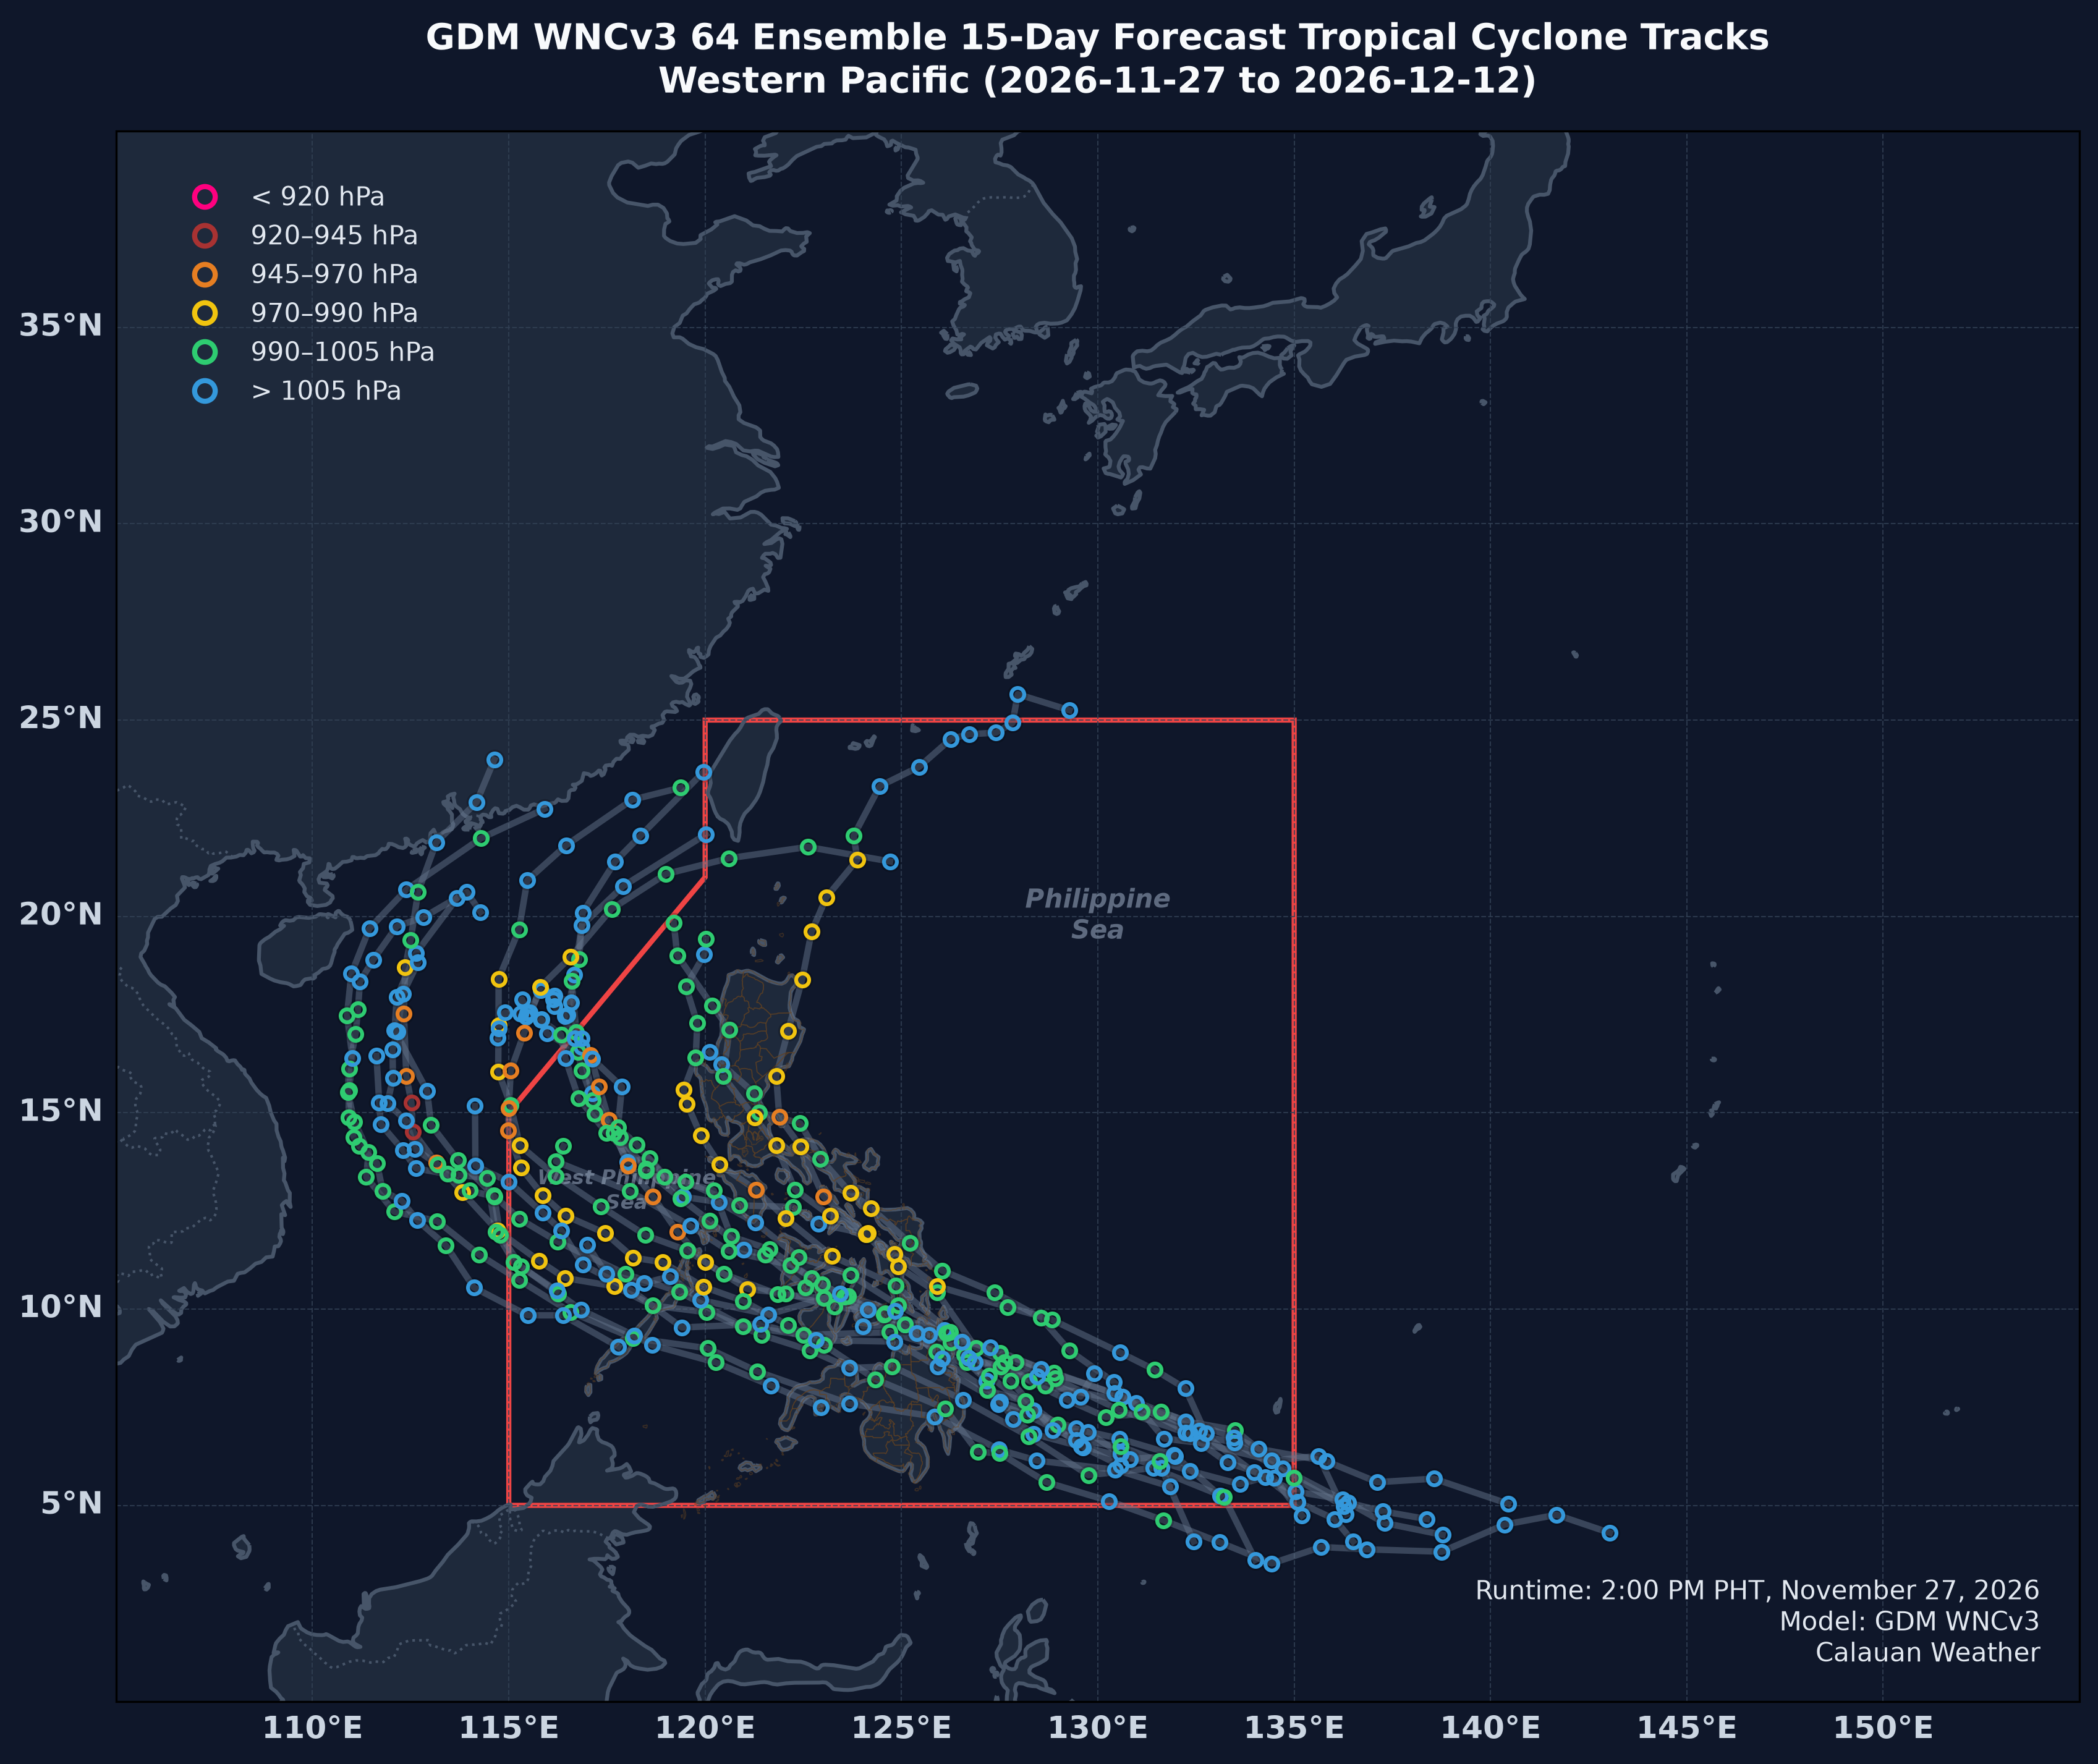 GDM WNCv3 64 Ensemble 15-Day Forecast Tropical Cyclone Tracks
Western Pacific (2026-11-27 to 2026-12-12)
< 920 hPa
920–945 hPa
945–970 hPa
970–990 hPa
990–1005 hPa
> 1005 hPa
35°N
30°N
25°N
20°N
15°N
10°N
5°N
Philippine
Sea
West Philippine
Sea
Runtime: 2:00 PM PHT, November 27, 2026
Model: GDM WNCv3
Calauan Weather
110°E
115°E
120°E
125°E
130°E
135°E
140°E
145°E
150°E